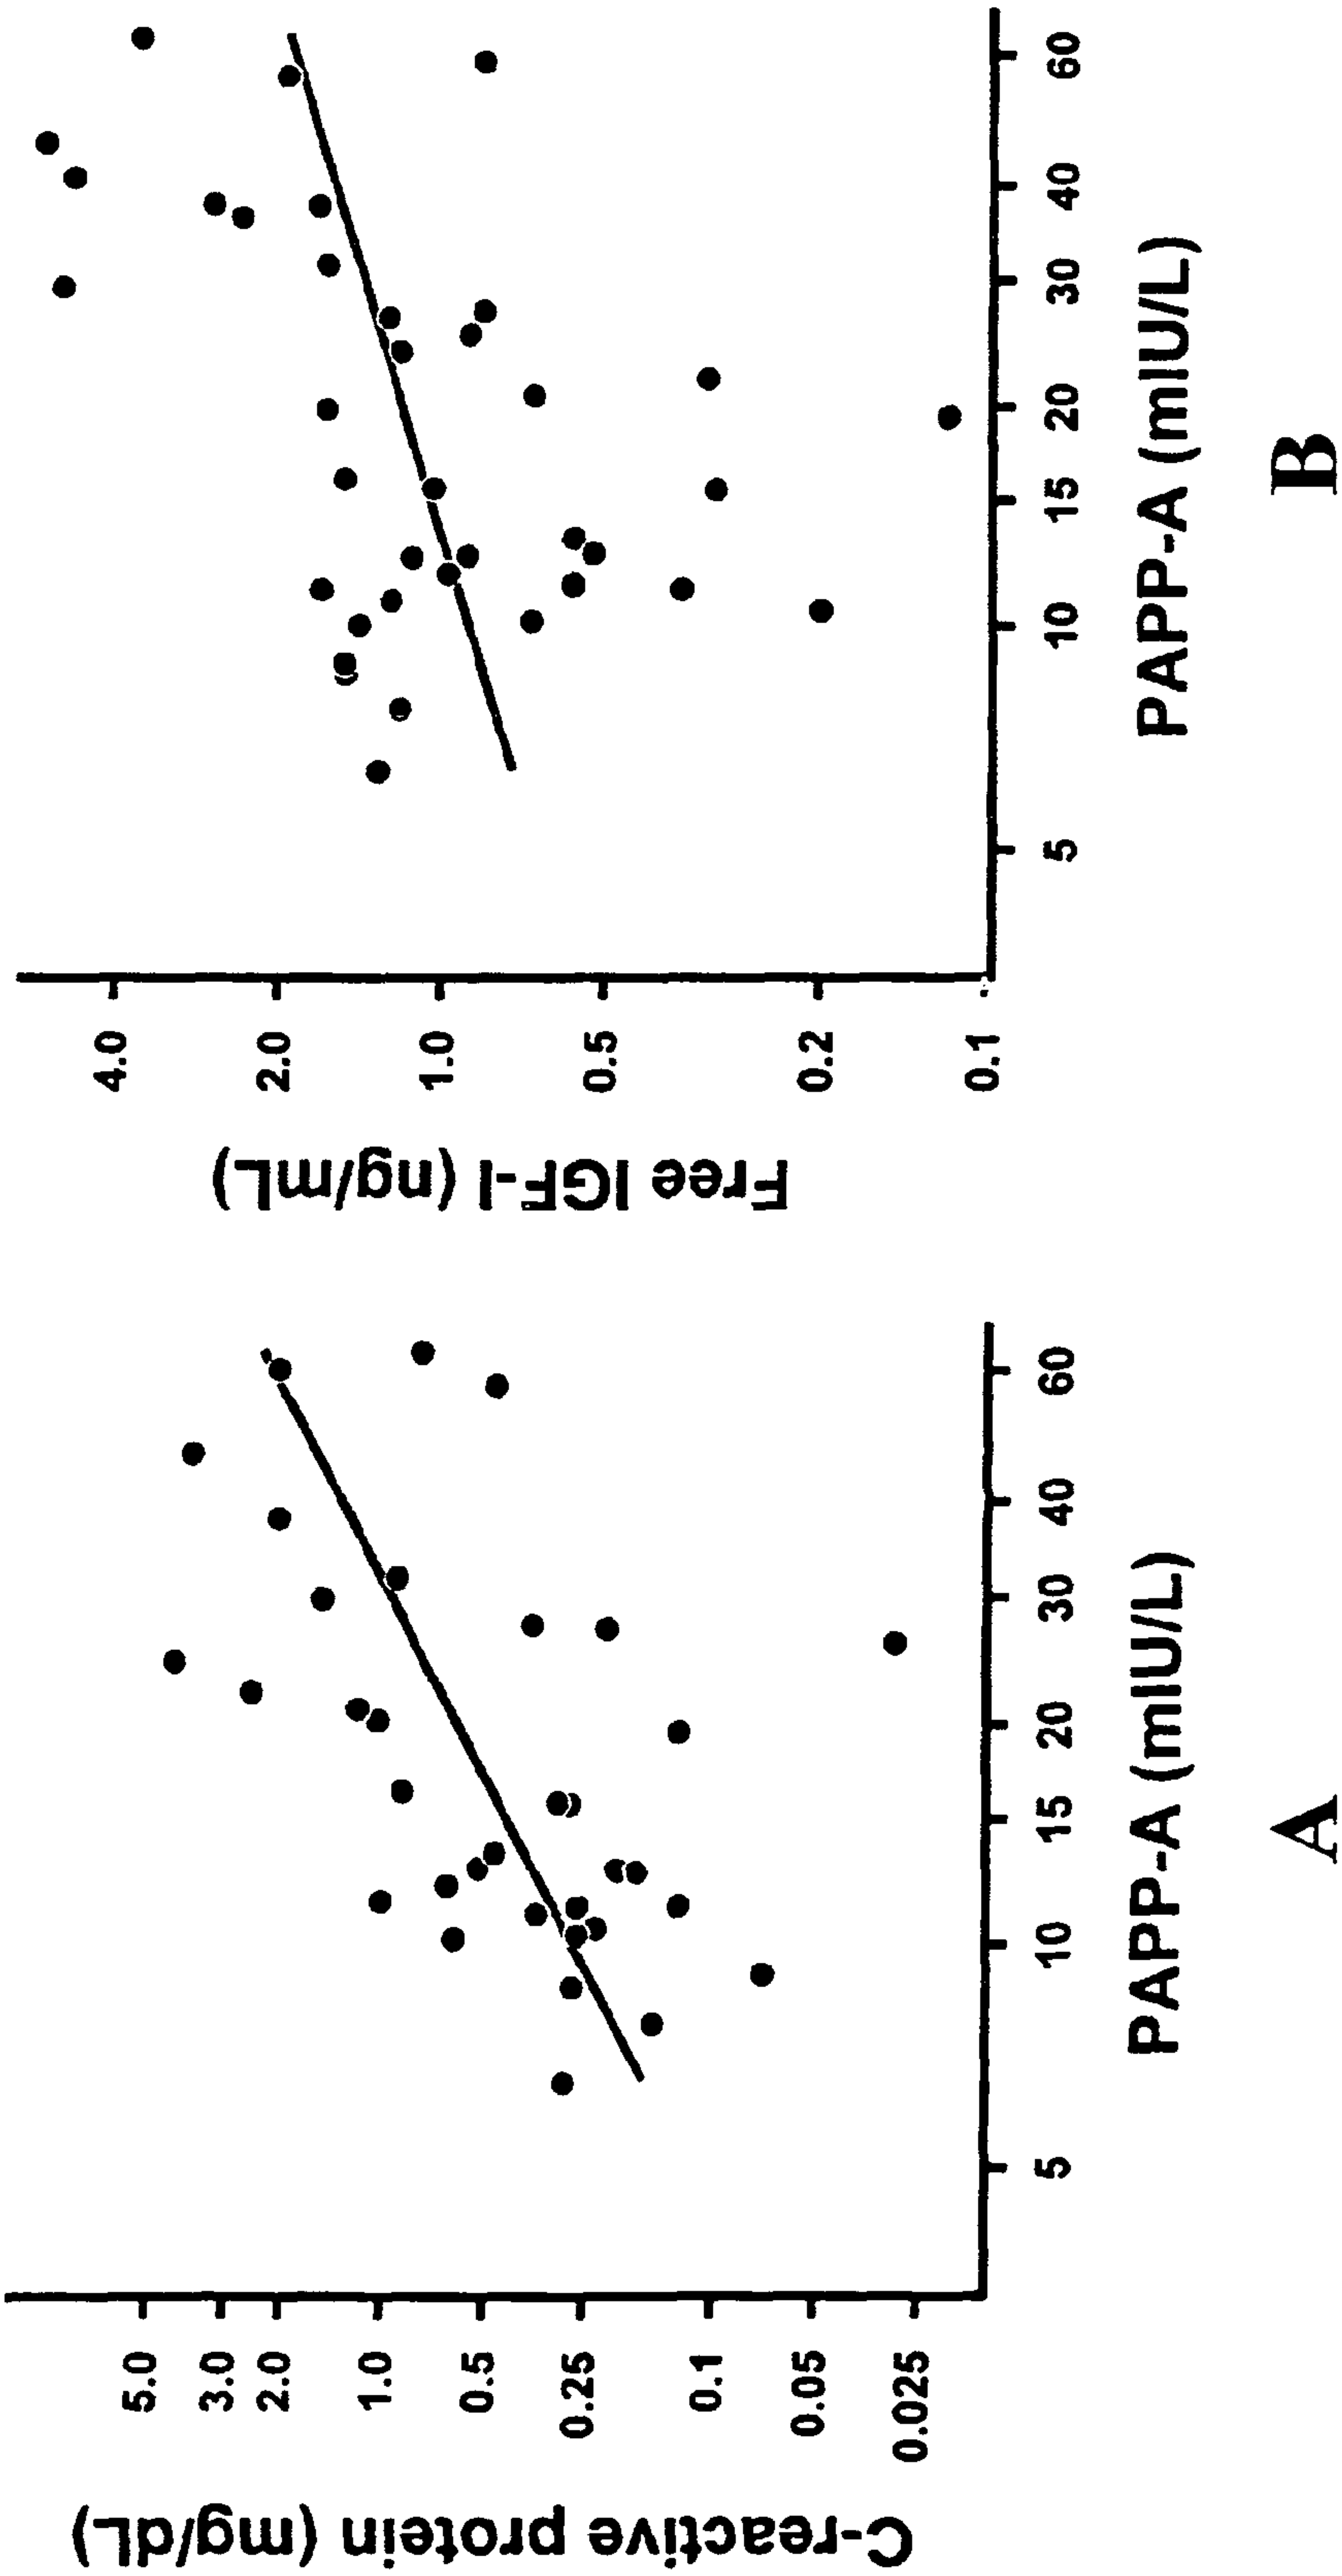 C-reactive protein (mg/dL)
5.0
3.0
2.0
1.0
0.5
0.25
0.1
0.05
0.025
5 10 15 20 30 40 60
PAPP-A (mIU/L)
A
Free IGF-I (ng/mL)
4.0
2.0
1.0
0.5
0.2
0.1
5 10 15 20 30 40 60
PAPP-A (mIU/L)
B